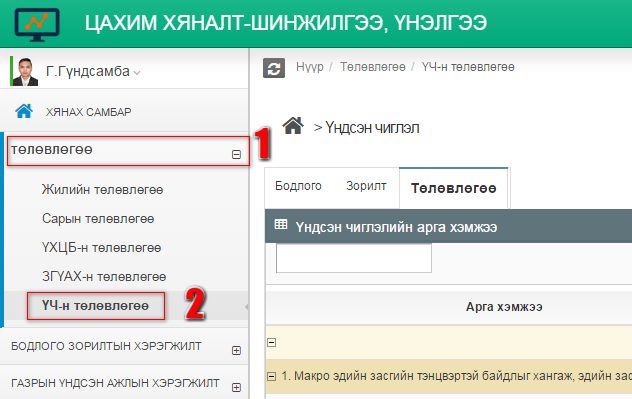 ЦАХИМ ХЯНАЛТ-ШИНЖИЛГЭЭ, ҮНЭЛГЭЭ
Г.Гүндсамба
ХЯНАХ САМБАР
төлөвлөгөө
1
Жилийн төлөвлөгөө
Сарын төлөвлөгөө
ҮХЦБ-н төлөвлөгөө
ЗГҮАХ-н төлөвлөгөө
ҮЧ-н төлөвлөгөө
2
БОДЛОГО ЗОРИЛТЫН ХЭРЭГЖИЛТ
ГАЗРЫН ҮНДСЭН АЖЛЫН ХЭРЭГЖИЛТ
Нүүр / Төлөвлөгөө / ҮЧ-н төлөвлөгөө
> Үндсэн чиглэл
Бодлого Зорилт Төлөвлөгөө
Үндсэн чиглэлийн арга хэмжээ
Арга хэмжээ
1. Макро эдийн засгийн тэнцвэртэй байдлыг хангаж, эдийн зас